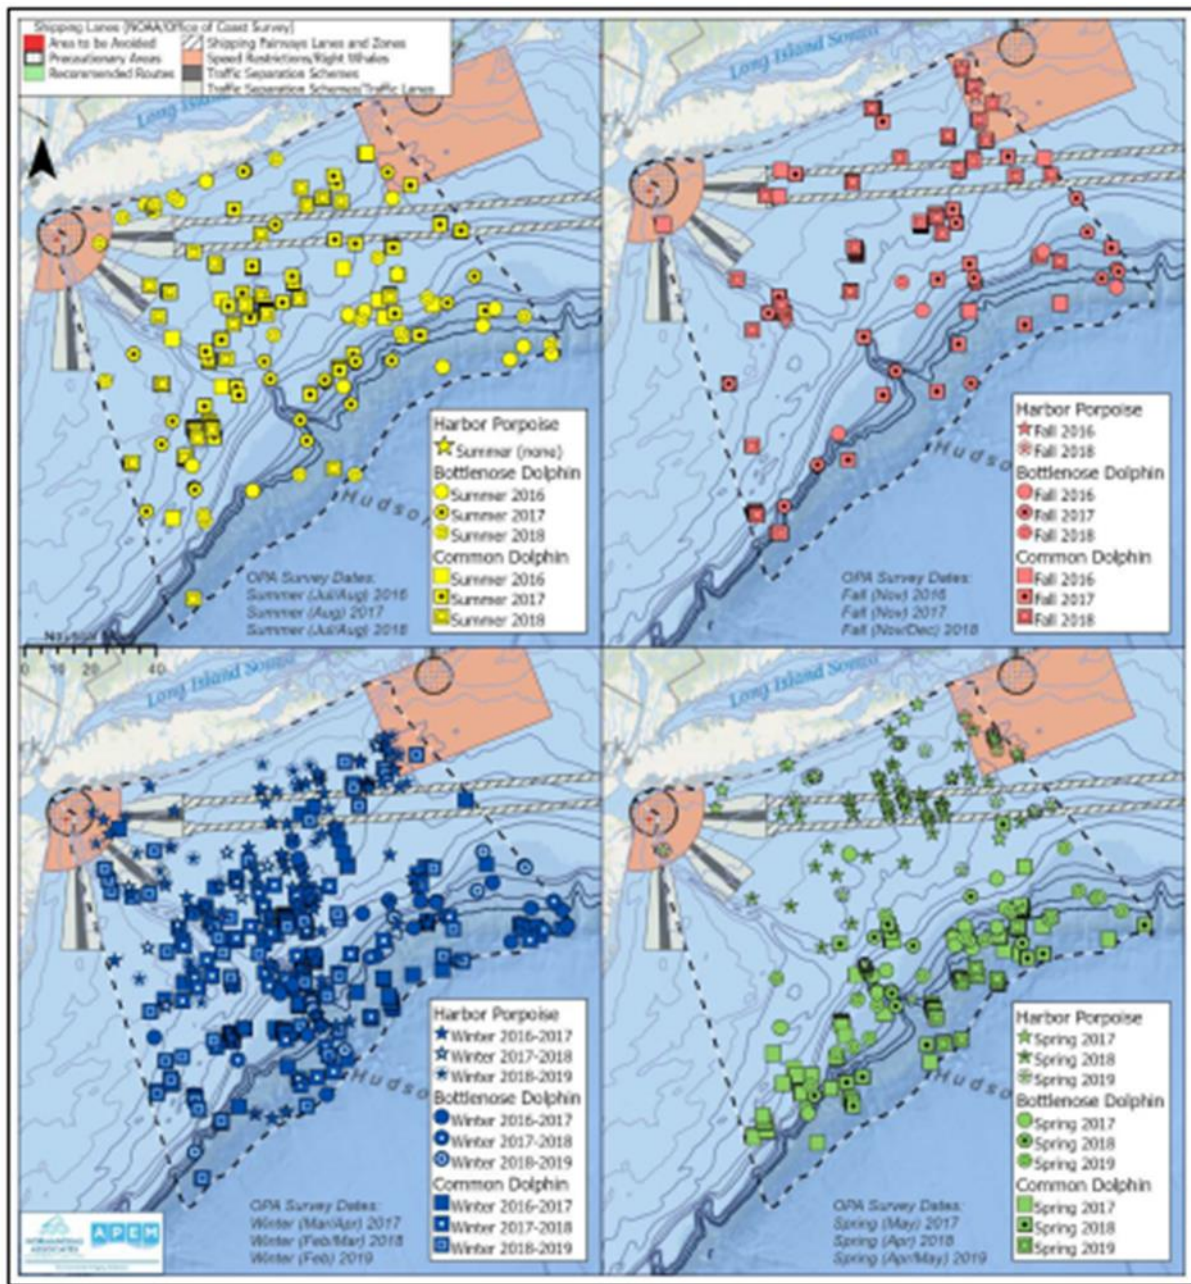 Shipping Lanes (NOAA/Office of Coast Survey)
Area to be Avoided
Precautionary Areas
Recommended Routes
Shipping Fairways Lanes and Zones
Speed Restrictions/Right Whales
Traffic Separation Schemes
Traffic Separation Schemes/Traffic Lanes
Long Island
Harbor Porpoise
Summer (none)
Bottlenose Dolphin
Summer 2016
Summer 2017
Summer 2018
Common Dolphin
Summer 2016
Summer 2017
Summer 2018
Hudson
OPA Survey Dates:
Summer (Jul/Aug) 2016
Summer (Aug) 2017
Summer (Jul/Aug) 2018
0 10 20 40
Long Island Sound
Harbor Porpoise
Fall 2016
Fall 2018
Bottlenose Dolphin
Fall 2016
Fall 2017
Fall 2018
Common Dolphin
Fall 2016
Fall 2017
Fall 2018
Hudso
OPA Survey Dates:
Fall (Nov) 2016
Fall (Nov) 2017
Fall (Nov/Dec) 2018
Long Island Sound
Harbor Porpoise
Winter 2016-2017
Winter 2017-2018
Winter 2018-2019
Bottlenose Dolphin
Winter 2016-2017
Winter 2017-2018
Winter 2018-2019
Common Dolphin
Winter 2016-2017
Winter 2017-2018
Winter 2018-2019
Hudso
OPA Survey Dates:
Winter (Mar/Apr) 2017
Winter (Feb/Mar) 2018
Winter (Feb) 2019
NORMANDEAU
ASSOCIATES
APEM
Long Island Sound
Harbor Porpoise
Spring 2017
Spring 2018
Spring 2019
Bottlenose Dolphin
Spring 2017
Spring 2018
Spring 2019
Common Dolphin
Spring 2017
Spring 2018
Spring 2019
Hudso
OPA Survey Dates:
Spring (May) 2017
Spring (Apr) 2018
Spring (Apr/May) 2019